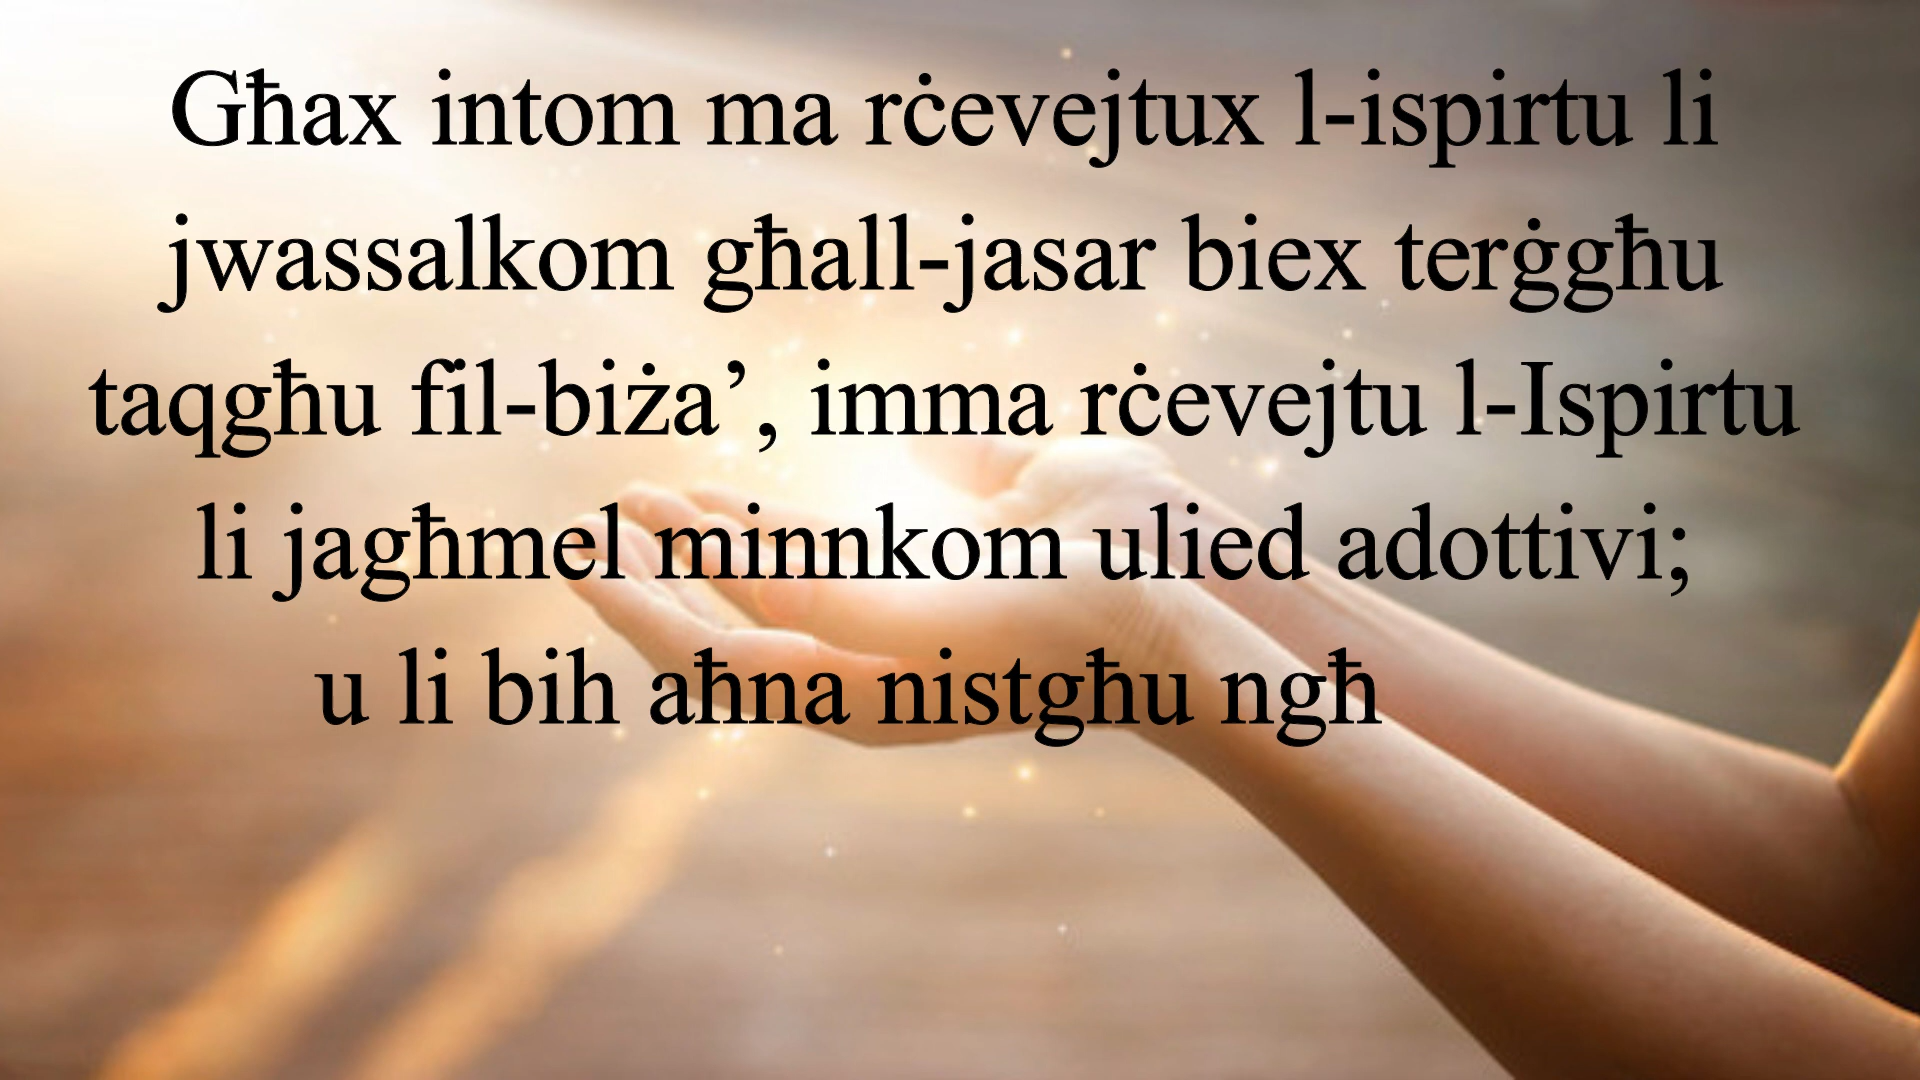 Għax intom ma rċevejtux l-ispirtu li
jwassalkom għall-jasar biex terġgħu
taqgħu fil-biża’, imma rċevejtu l-Ispirtu
li jagħmel minnkom ulied adottivi;
u li bih aħna nistgħu ngħ